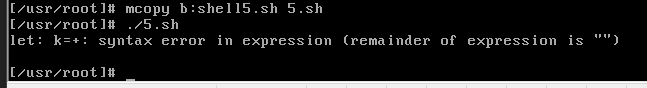 [/usr/root]# mcopy b:shell5.sh 5.sh
[/usr/root]# ./5.sh
let: k=+: syntax error in expression (remainder of expression is "")
[/usr/root]# _